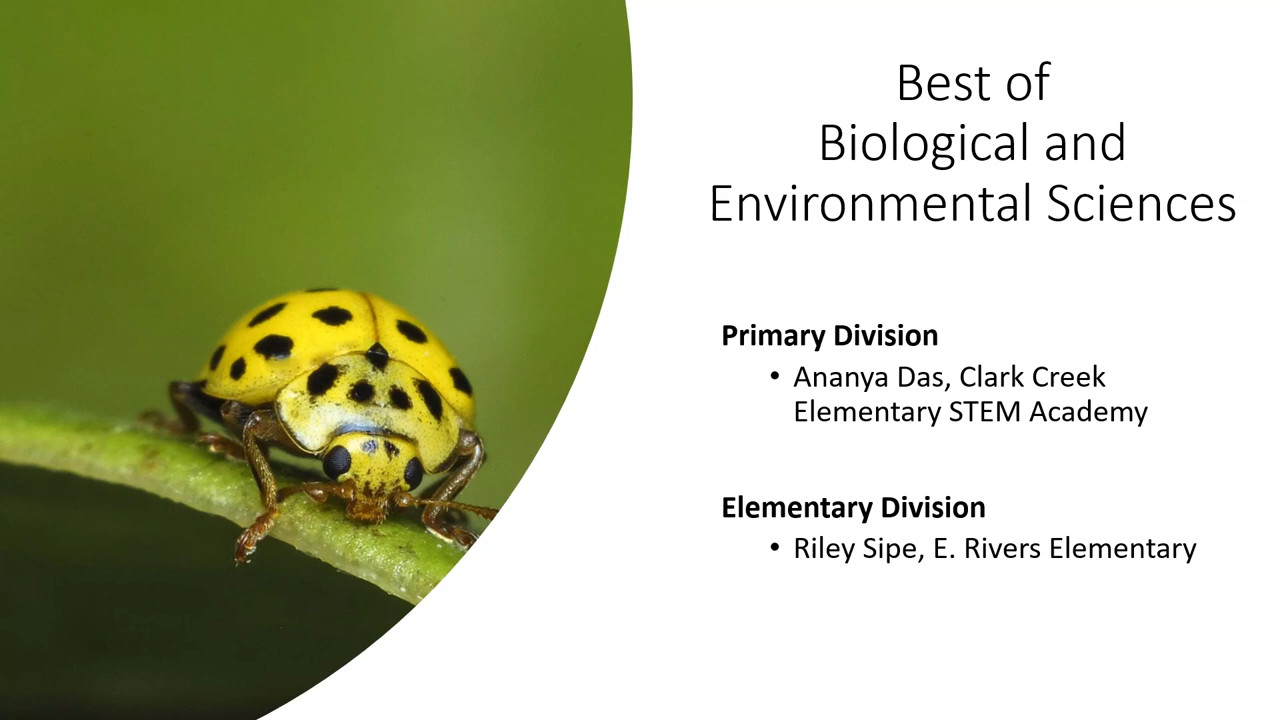 Best of
Biological and
Environmental Sciences
Primary Division
• Ananya Das, Clark Creek
Elementary STEM Academy
Elementary Division
• Riley Sipe, E. Rivers Elementary